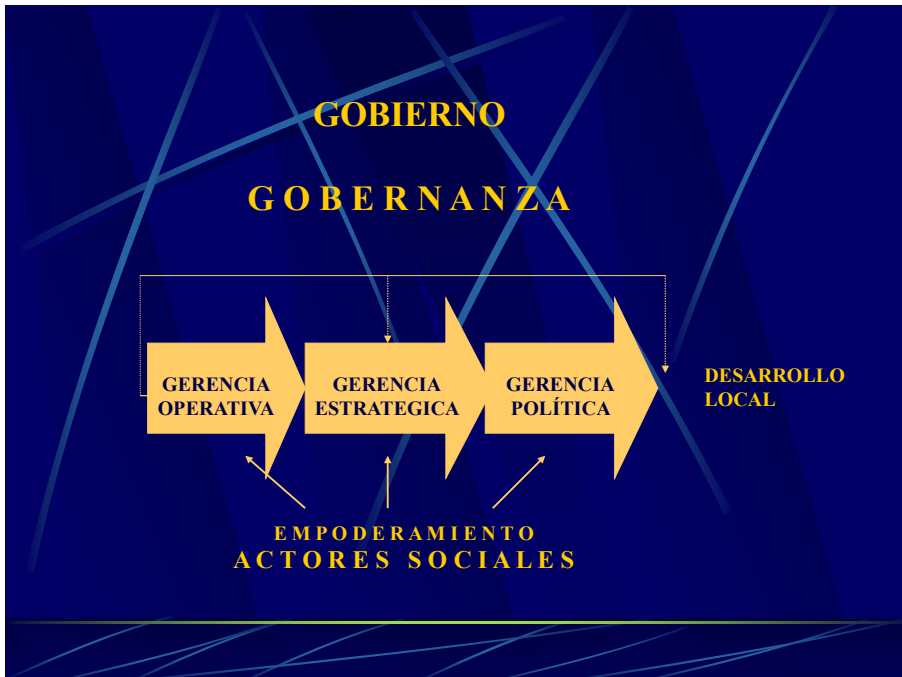 GOBIERNO
G O B E R N A N Z A
GERENCIA
OPERATIVA
GERENCIA
ESTRATEGICA
GERENCIA
POLÍTICA
DESARROLLO
LOCAL
E M P O D E R A M I E N T O
A C T O R E S  S O C I A L E S